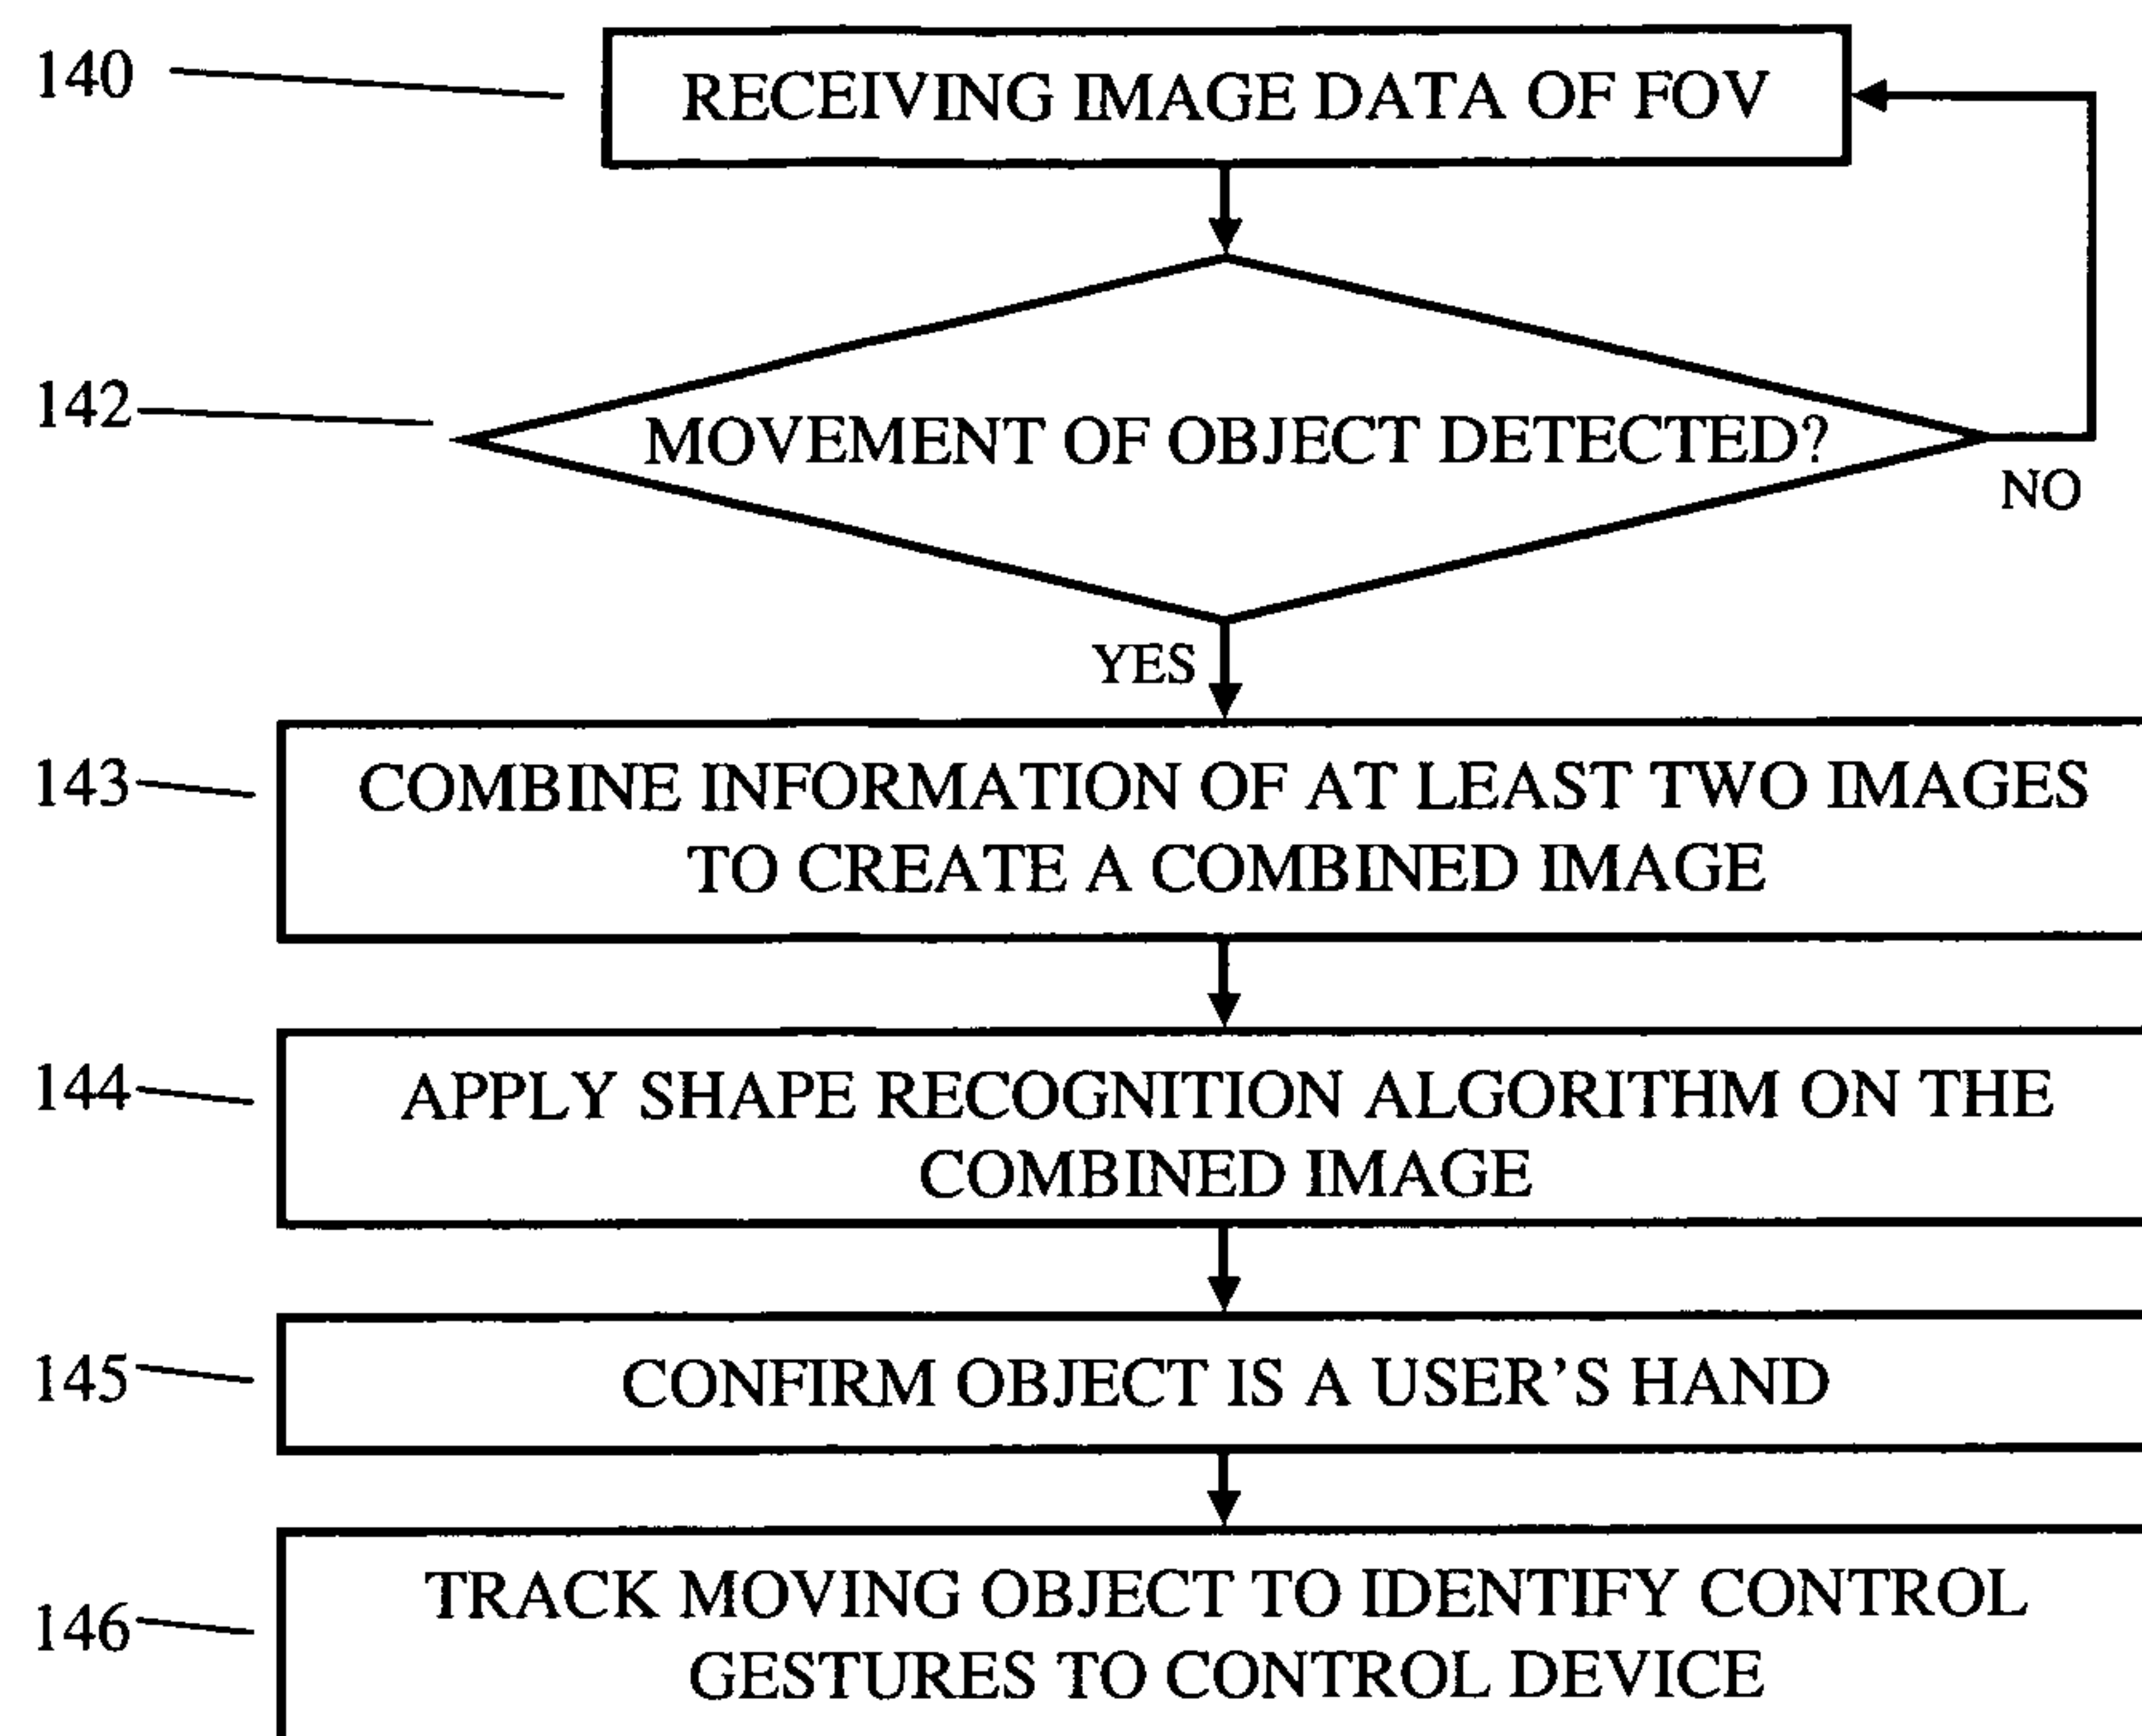 140
RECEIVING IMAGE DATA OF FOV
142
MOVEMENT OF OBJECT DETECTED?
NO
YES
143
COMBINE INFORMATION OF AT LEAST TWO IMAGES
TO CREATE A COMBINED IMAGE
144
APPLY SHAPE RECOGNITION ALGORITHM ON THE
COMBINED IMAGE
145
CONFIRM OBJECT IS A USER’S HAND
146
TRACK MOVING OBJECT TO IDENTIFY CONTROL
GESTURES TO CONTROL DEVICE